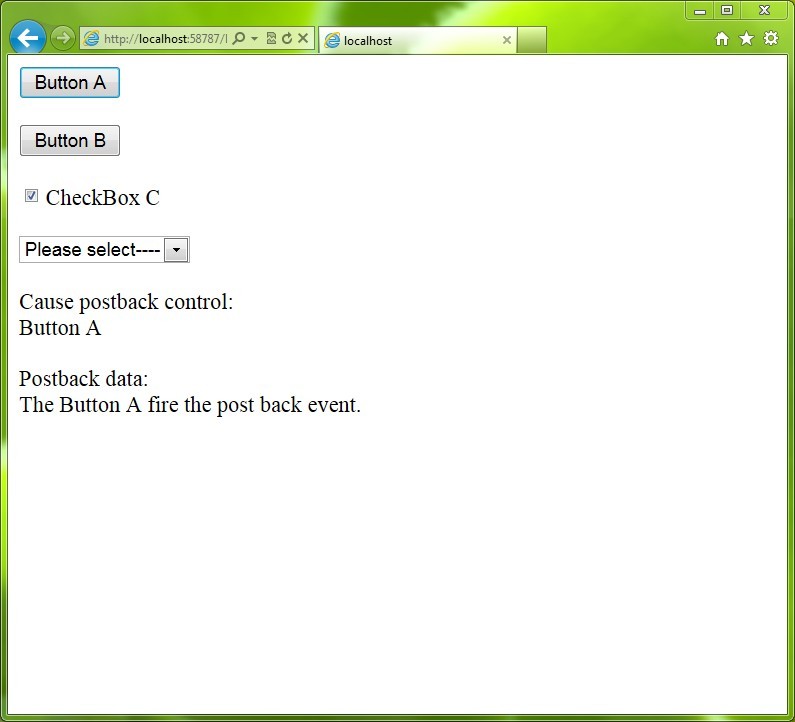 http://localhost:58787/
localhost
Button A
Button B
CheckBox C
Please select----
Cause postback control:
Button A
Postback data:
The Button A fire the post back event.